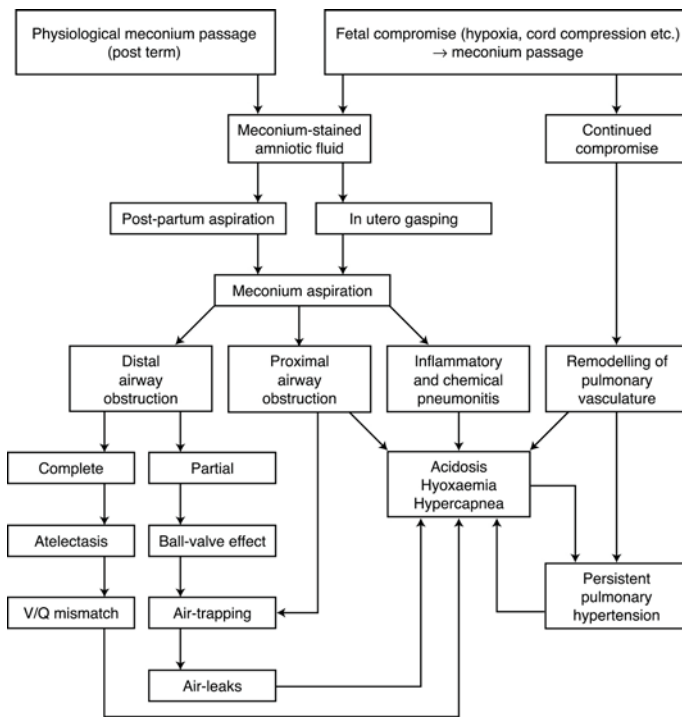 Physiological meconium passage
(post term)
Fetal compromise (hypoxia, cord compression etc.)
→ meconium passage
Meconium-stained
amniotic fluid
Continued
compromise
Post-partum aspiration
In utero gasping
Meconium aspiration
Distal
airway
obstruction
Proximal
airway
obstruction
Inflammatory
and chemical
pneumonitis
Remodelling of
pulmonary
vasculature
Complete
Partial
Acidosis
Hyoxaemia
Hypercapnea
Atelectasis
Ball-valve effect
V/Q mismatch
Air-trapping
Persistent
pulmonary
hypertension
Air-leaks